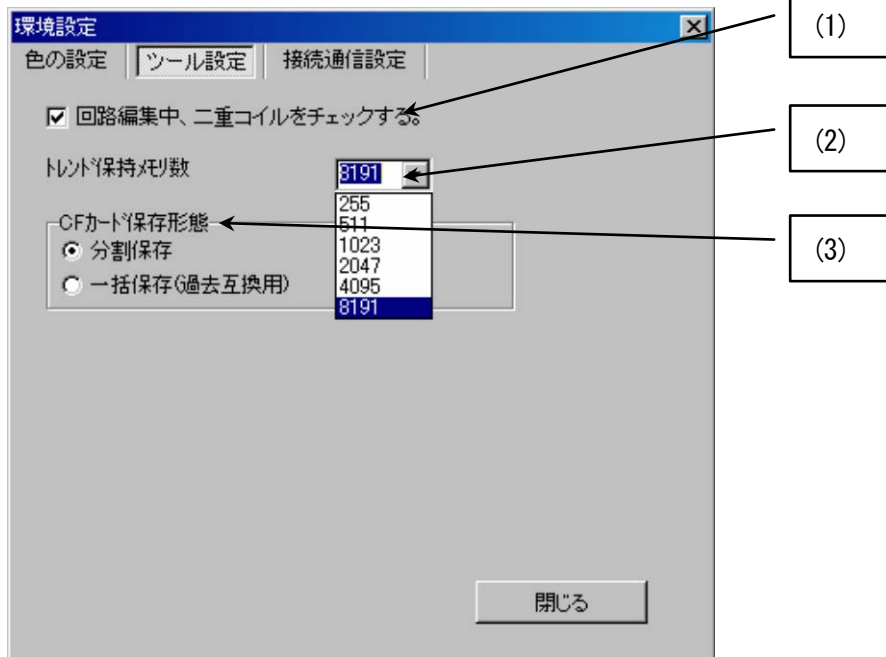 環境設定
(1)
色の設定 ツール設定 接続通信設定
回路編集中、二重コイルをチェックする。
(2)
ﾄﾚﾝﾄﾞ保持ﾒﾓﾘ数 8191
255
511
1023
2047
4095
8191
CFｶｰﾄﾞ保存形態
(3)
分割保存
一括保存(過去互換用)
閉じる